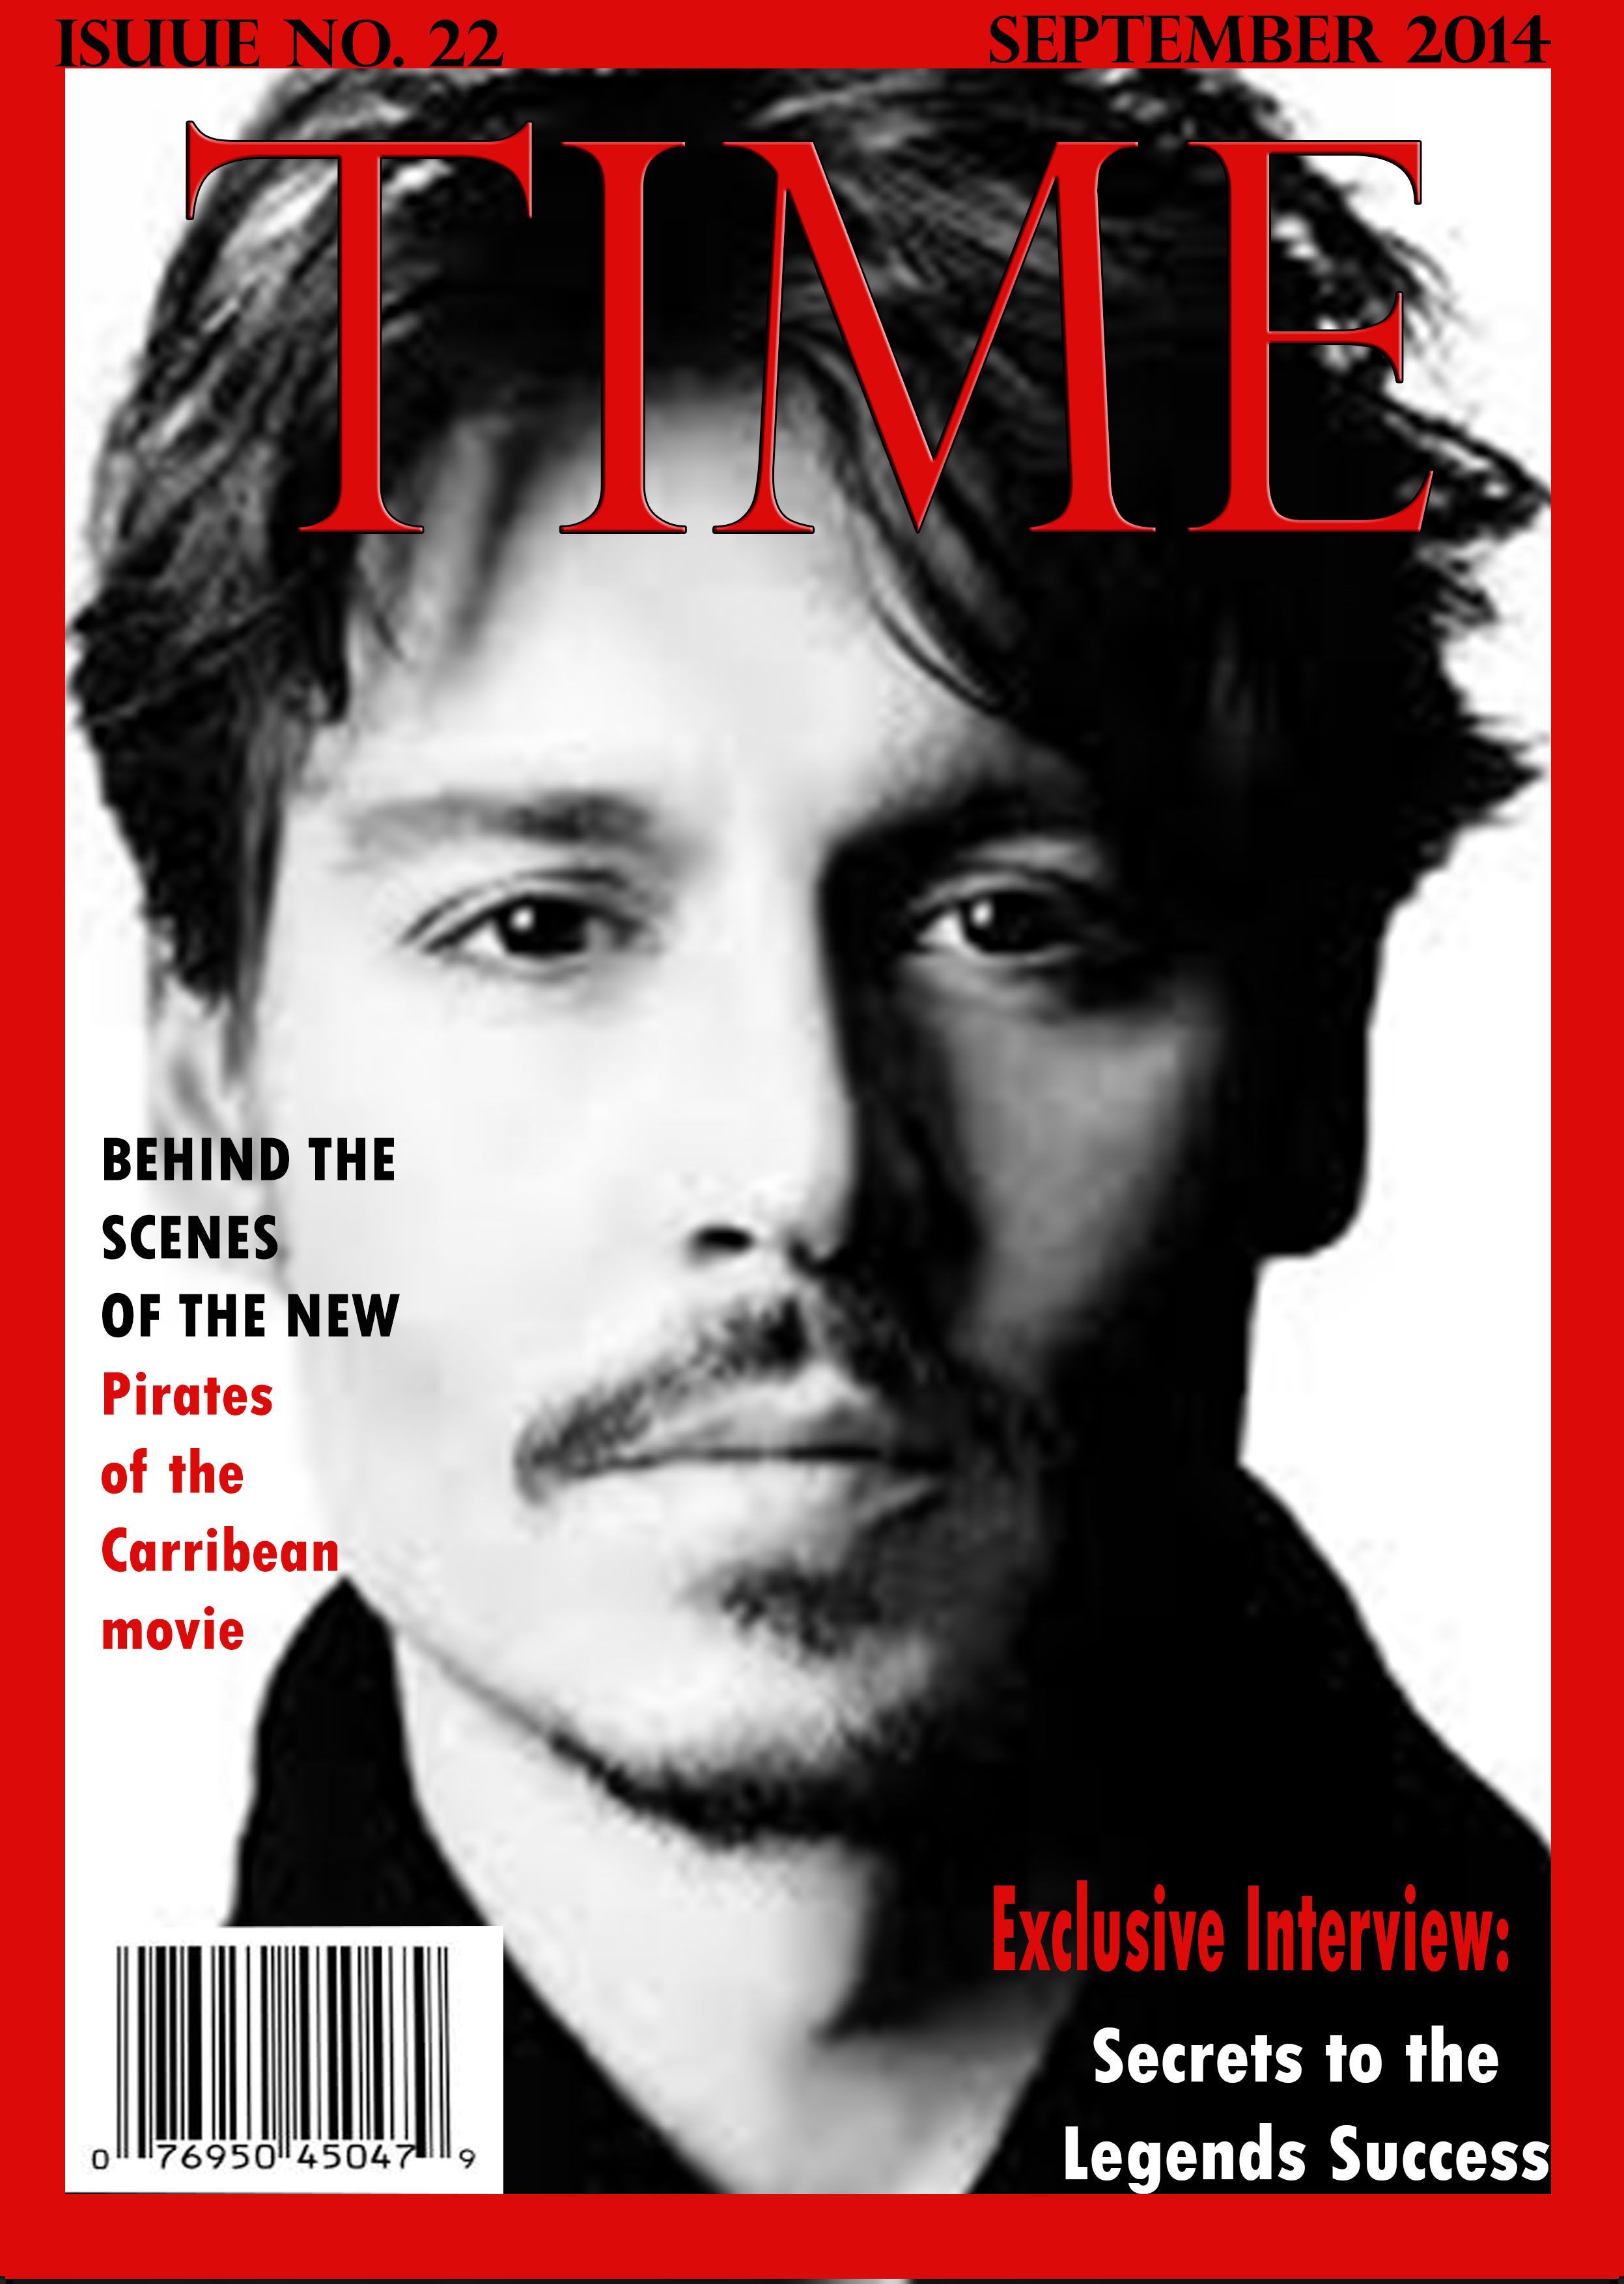 ISUUE NO. 22
SEPTEMBER 2014
TIME
BEHIND THE
SCENES
OF THE NEW
Pirates
of the
Carribean
movie
Exclusive Interview:
Secrets to the
Legends Success
0 76950 45047 9